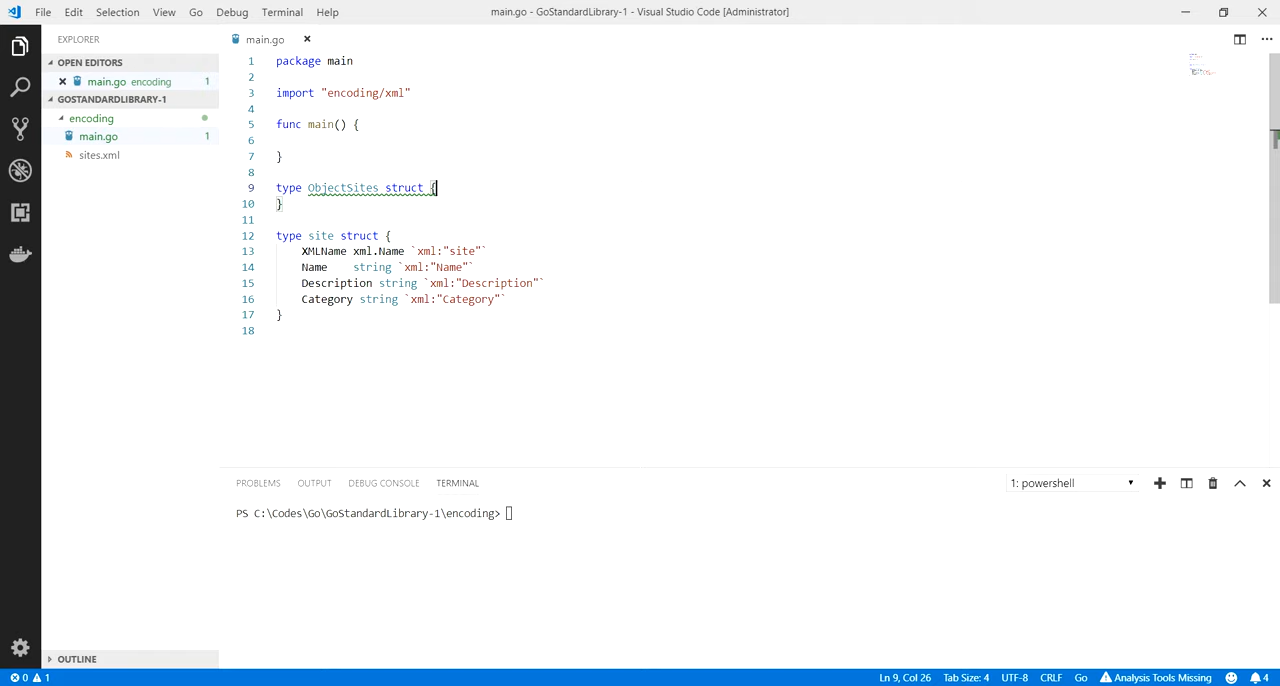 File Edit Selection View Go Debug Terminal Help
main.go - GoStandardLibrary-1 - Visual Studio Code [Administrator]
EXPLORER
OPEN EDITORS
main.go encoding 1
GOSTANDARDLIBRARY-1
encoding
main.go 1
sites.xml
OUTLINE
main.go
1 package main
2
3 import "encoding/xml"
4
5 func main() {
6
7 }
8
9 type ObjectSites struct {
10 }
11
12 type site struct {
13 XMLName xml.Name `xml:"site"`
14 Name string `xml:"Name"`
15 Description string `xml:"Description"`
16 Category string `xml:"Category"`
17 }
18
PROBLEMS OUTPUT DEBUG CONSOLE TERMINAL
1: powershell
PS C:\Codes\Go\GoStandardLibrary-1\encoding>
0 1
Ln 9, Col 26 Tab Size: 4 UTF-8 CRLF Go Analysis Tools Missing 4